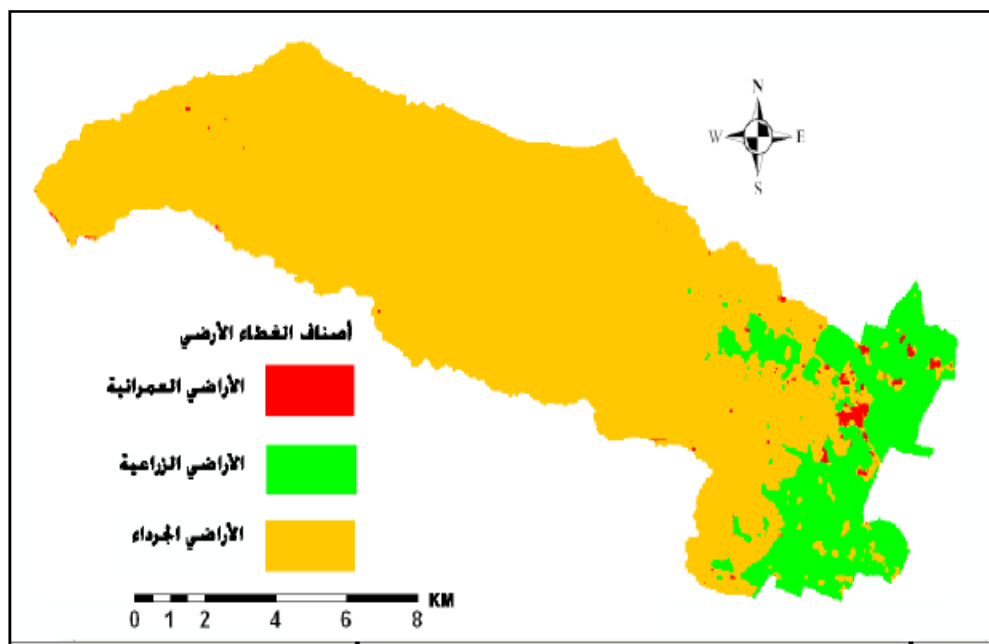 N
W E
S
أصناف الغطاء الأرضي
الأراضي العمرانية
الأراضي الزراعية
الأراضي الجرداء
KM
0 1 2 4 6 8